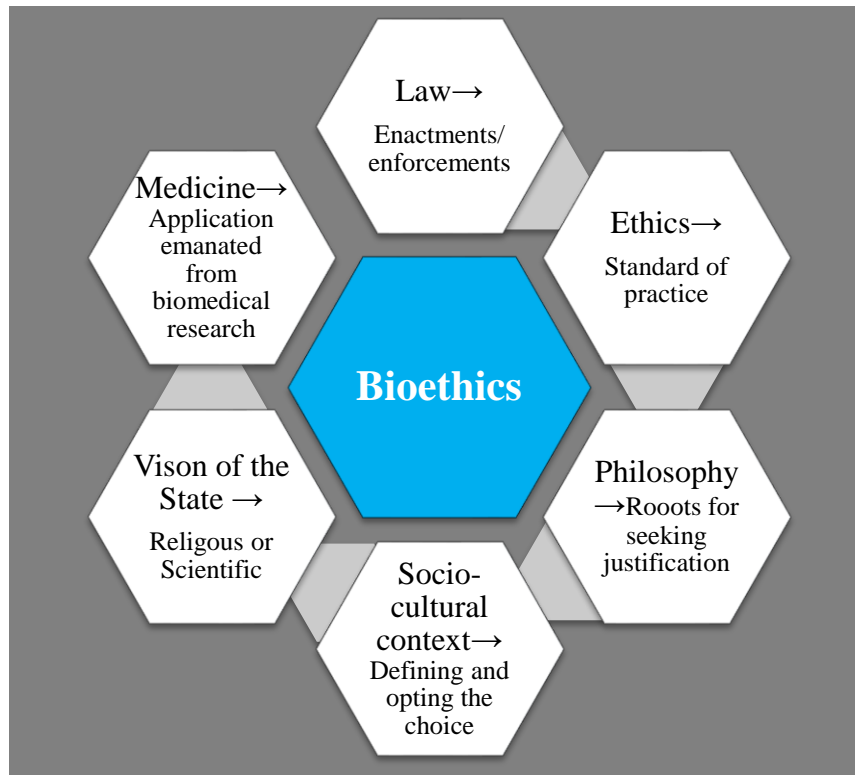 Law→
Enactments/
enforcements
Medicine→
Application
emanated
from
biomedical
research
Ethics→
Standard of
practice
Bioethics
Vison of the
State →
Religous or
Scientific
Philosophy
→Rooots for
seeking
justification
Socio-
cultural
context→
Defining and
opting the
choice